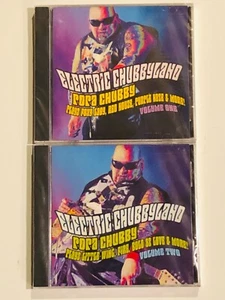 ELECTRIC CHUBBYLAND
POPA CHUBBY
PLAYS FOXY LADY, RED HOUSE, PURPLE HAZE & MORE!
VOLUME ONE
ELECTRIC CHUBBYLAND
POPA CHUBBY
PLAYS LITTLE WING, FIRE, BOLD AS LOVE & MORE!
VOLUME TWO